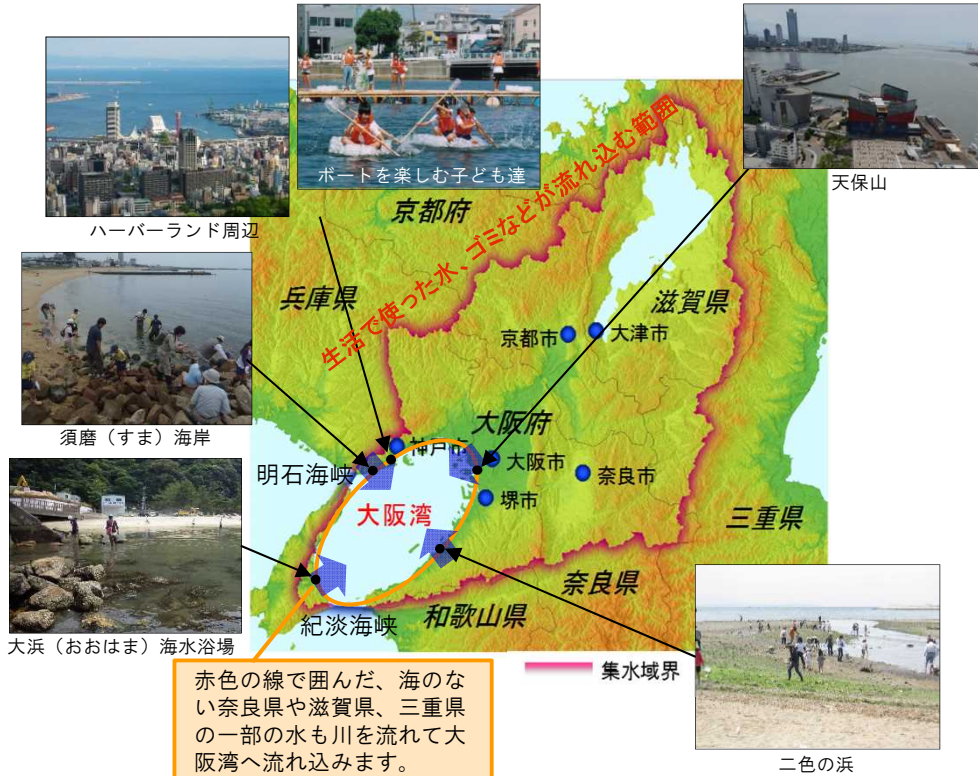 ボートを楽しむ子ども達
ハーバーランド周辺
天保山
生活で使った水、ゴミなどが流れ込む範囲
京都府
兵庫県
滋賀県
京都市
大津市
須磨（すま）海岸
大阪府
神戸市
明石海峡
大阪市
奈良市
堺市
大阪湾
三重県
奈良県
和歌山県
紀淡海峡
大浜（おおはま）海水浴場
集水域界
赤色の線で囲んだ、海のな
い奈良県や滋賀県、三重県
の一部の水も川を流れて大
阪湾へ流れ込みます。
二色の浜